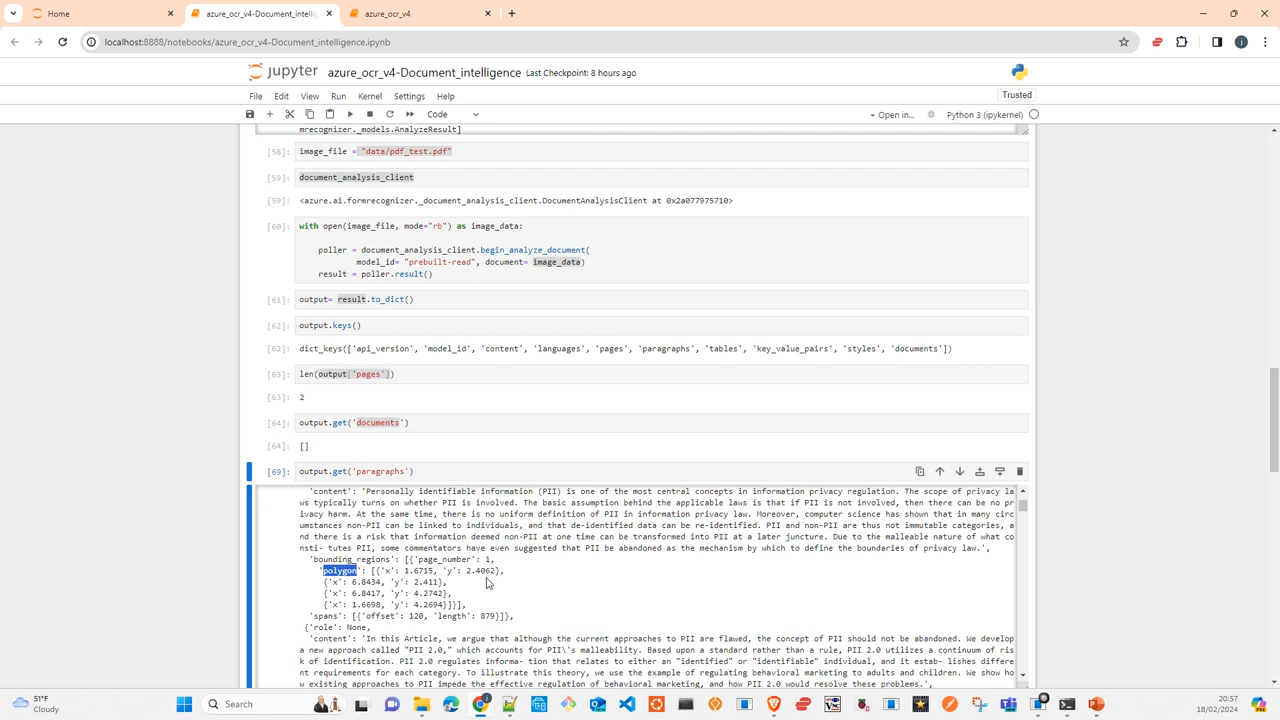 Home
azure_ocr_v4-Document_intellig
azure_ocr_v4
localhost:8888/notebooks/azure_ocr_v4-Document_intelligence.ipynb
jupyter azure_ocr_v4-Document_intelligence Last Checkpoint: 8 hours ago
File Edit View Run Kernel Settings Help
Trusted
Code
Open in...
Python 3 (ipykernel)
mrecognizer._models.AnalyzeResult]
[58]: image_file = "data/pdf_test.pdf"
[59]: document_analysis_client
[59]: <azure.ai.formrecognizer._document_analysis_client.DocumentAnalysisClient at 0x2a077975710>
[60]: with open(image_file, mode="rb") as image_data:
poller = document_analysis_client.begin_analyze_document(
model_id= "prebuilt-read", document= image_data)
result = poller.result()
[61]: output= result.to_dict()
[62]: output.keys()
[62]: dict_keys(['api_version', 'model_id', 'content', 'languages', 'pages', 'paragraphs', 'tables', 'key_value_pairs', 'styles', 'documents'])
[63]: len(output['pages'])
[63]: 2
[64]: output.get('documents')
[64]: []
[69]: output.get('paragraphs')
'content': 'Personally identifiable information (PII) is one of the most central concepts in information privacy regulation. The scope of privacy la
ws typically turns on whether PII is involved. The basic assumption behind the applicable laws is that if PII is not involved, then there can be no pr
ivacy harm. At the same time, there is no uniform definition of PII in information privacy law. Moreover, computer science has shown that in many circ
umstances non-PII can be linked to individuals, and that de-identified data can be re-identified. PII and non-PII are thus not immutable categories, a
nd there is a risk that information deemed non-PII at one time can be transformed into PII at a later juncture. Due to the malleable nature of what co
nsti- tutes PII, some commentators have even suggested that PII be abandoned as the mechanism by which to define the boundaries of privacy law.',
'bounding_regions': [{'page_number': 1,
'polygon': [{'x': 1.6715, 'y': 2.4062},
{'x': 6.8434, 'y': 2.411},
{'x': 6.8417, 'y': 4.2742},
{'x': 1.6698, 'y': 4.2694}]}],
'spans': [{'offset': 120, 'length': 879}]},
{'role': None,
'content': 'In this Article, we argue that although the current approaches to PII are flawed, the concept of PII should not be abandoned. We develop
a new approach called "PII 2.0," which accounts for PII\'s malleability. Based upon a standard rather than a rule, PII 2.0 utilizes a continuum of ris
k of identification. PII 2.0 regulates informa- tion that relates to either an "identified" or "identifiable" individual, and it estab- lishes differe
nt requirements for each category. To illustrate this theory, we use the example of regulating behavioral marketing to adults and children. We show ho
w existing approaches to PII impede the effective regulation of behavioral marketing, and how PII 2.0 would resolve these problems.',
51°F
Cloudy
Search
20:57
18/02/2024